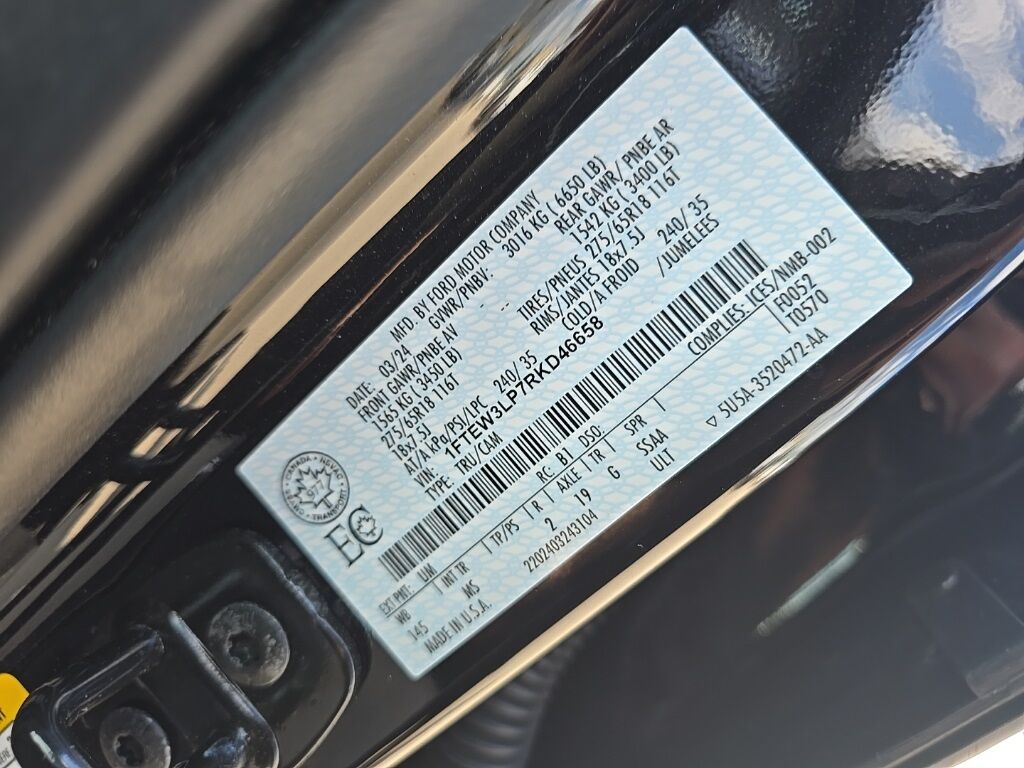 MFD. BY FORD MOTOR COMPANY
DATE: 03/24 GVWR/PNBV: 3016 KG ( 6650 LB)
FRONT GAWR/PNBE AV -- REAR GAWR/ PNBE AR
1565 KG ( 3450 LB) -- 1542 KG ( 3400 LB)
275/65R18 116T TIRES/PNEUS 275/65R18 116T
18x7.5J RIMS/JANTES 18x7.5J
AT/A kPa/PSI/LPC 240/ 35 COLD/A FROID 240/ 35
VIN: 1FTEW3LP7RKD46658 /JUMELEES
TYPE: TRU/CAM
CANADA
TRANSPORT
EC
EXT PNT: UM RC: B1 DSO: COMPLIES: ICES/NMB-002
WB INT TR TP/PS R AXLE TR SPR F0052
145 MS 2 19 G SSAA T0570
ULT
MADE IN U.S.A. 2202403243104 5U5A-3520472-AA